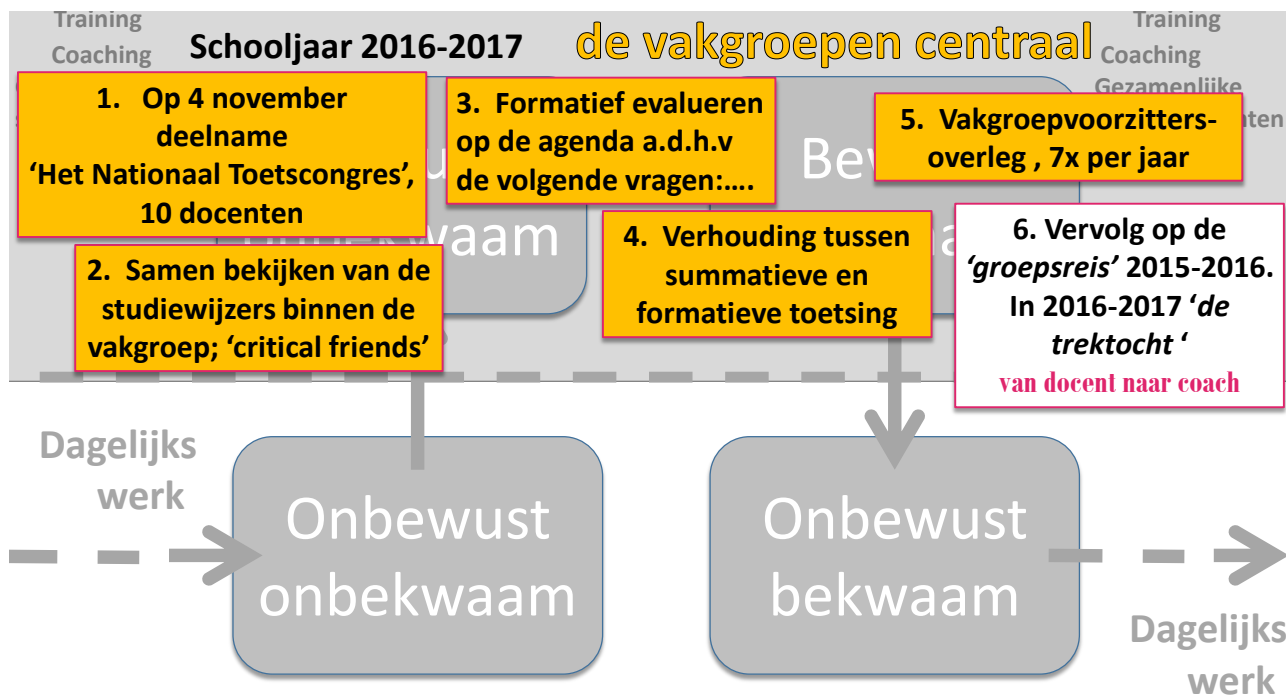 Training
Coaching
Schooljaar 2016-2017
de vakgroepen centraal
Training
Coaching
Gezamenlijke
1. Op 4 november
deelname
‘Het Nationaal Toetscongres’,
10 docenten
2. Samen bekijken van de
studiewijzers binnen de
vakgroep; ‘critical friends’
3. Formatief evalueren
op de agenda a.d.h.v
de volgende vragen:….
4. Verhouding tussen
summatieve en
formatieve toetsing
5. Vakgroepvoorzitters-
overleg , 7x per jaar
6. Vervolg op de
‘groepsreis’ 2015-2016.
In 2016-2017 ‘de
trektocht ‘
van docent naar coach
Dagelijks
werk
Onbewust
onbekwaam
Onbewust
bekwaam
Dagelijks
werk